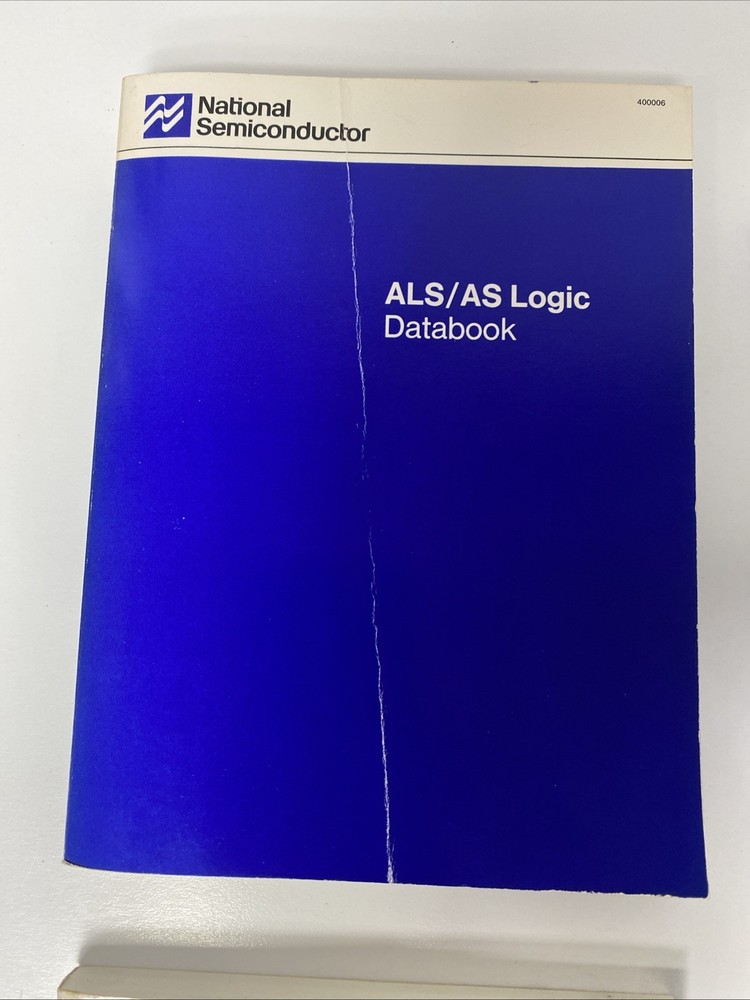 National
Semiconductor
400006
ALS/AS Logic
Databook